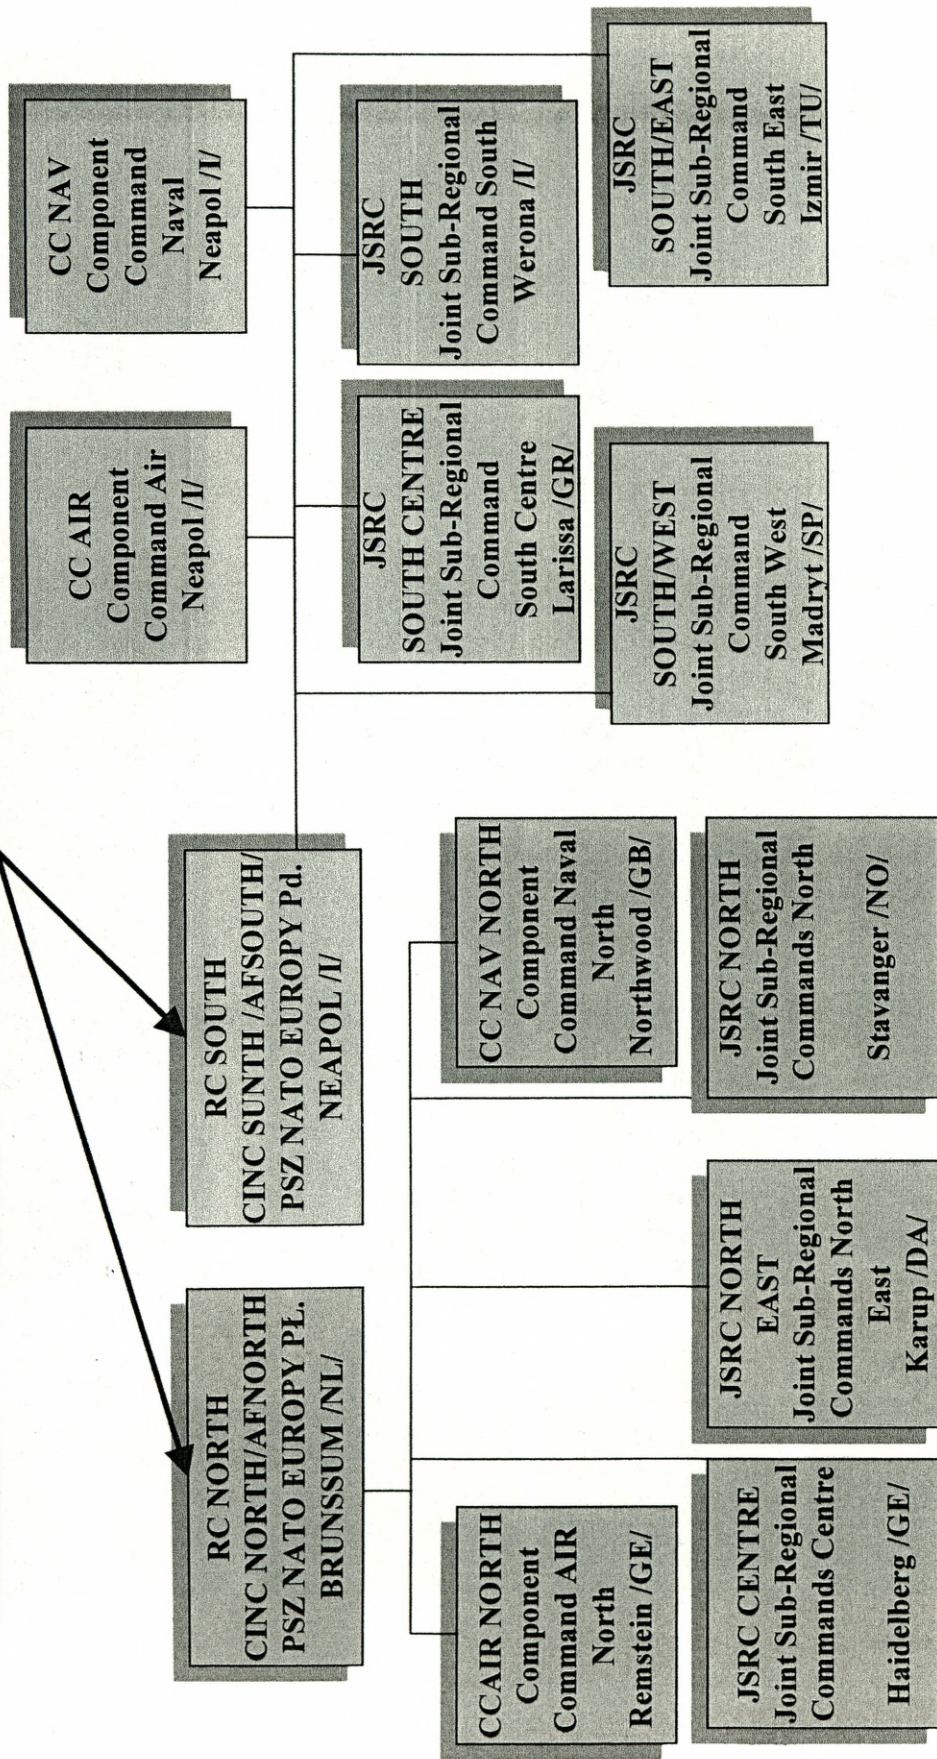 RC NORTH
CINC NORTH/AFNORTH
PSZ NATO EUROPY PŁ.
BRUNSSUM /NL/
RC SOUTH
CINC SUNTH /AFSOUTH/
PSZ NATO EUROPY Pd.
NEAPOL /I/
CC AIR
Component
Command Air
Neapol /I/
CC NAV
Component
Command
Naval
Neapol /I/
CCAIR NORTH
Component
Command AIR
North
Remstein /GE/
CC NAV NORTH
Component
Command Naval
North
Northwood /GB/
JSRC
SOUTH CENTRE
Joint Sub-Regional
Command
South Centre
Larissa /GR/
JSRC
SOUTH
Joint Sub-Regional
Command South
Werona /I/
JSRC CENTRE
Joint Sub-Regional
Commands Centre
Haidelberg /GE/
JSRC NORTH
EAST
Joint Sub-Regional
Commands North
East
Karup /DA/
JSRC NORTH
Joint Sub-Regional
Commands North
Stavanger /NO/
JSRC
SOUTH/WEST
Joint Sub-Regional
Command
South West
Madryt /SP/
JSRC
SOUTH/EAST
Joint Sub-Regional
Command
South East
Izmir /TU/